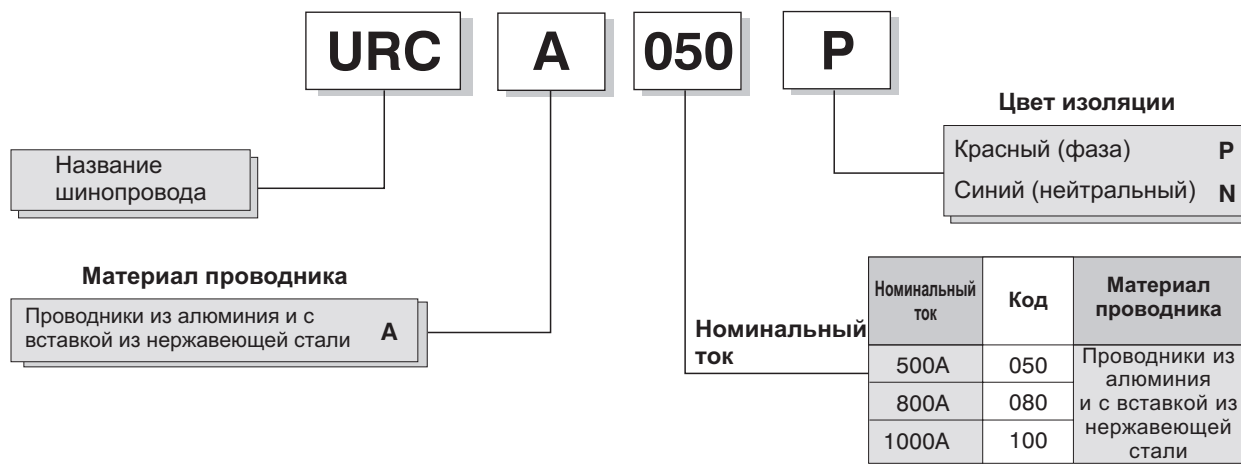 URC A 050 P
Цвет изоляции
Красный (фаза) P
Синий (нейтральный) N
Название
шинопровода
Материал проводника
Проводники из алюминия и с
вставкой из нержавеющей стали A
Номинальный
ток
Номинальный
ток
Код
Материал
проводника
500A 050
800A 080
1000A 100
Проводники из
алюминия
и с вставкой из
нержавеющей
стали